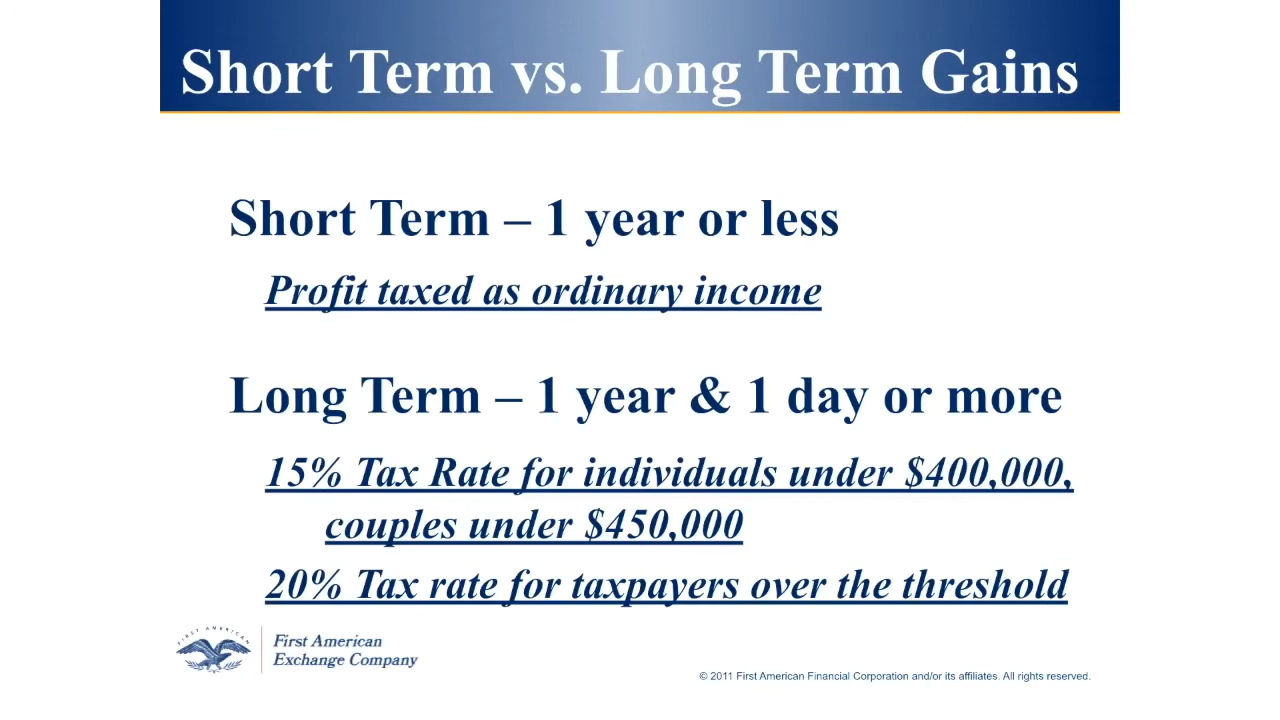 Short Term vs. Long Term Gains
Short Term – 1 year or less
Profit taxed as ordinary income
Long Term – 1 year & 1 day or more
15% Tax Rate for individuals under $400,000,
couples under $450,000
20% Tax rate for taxpayers over the threshold
FIRST AMERICAN
First American
Exchange Company
© 2011 First American Financial Corporation and/or its affiliates. All rights reserved.